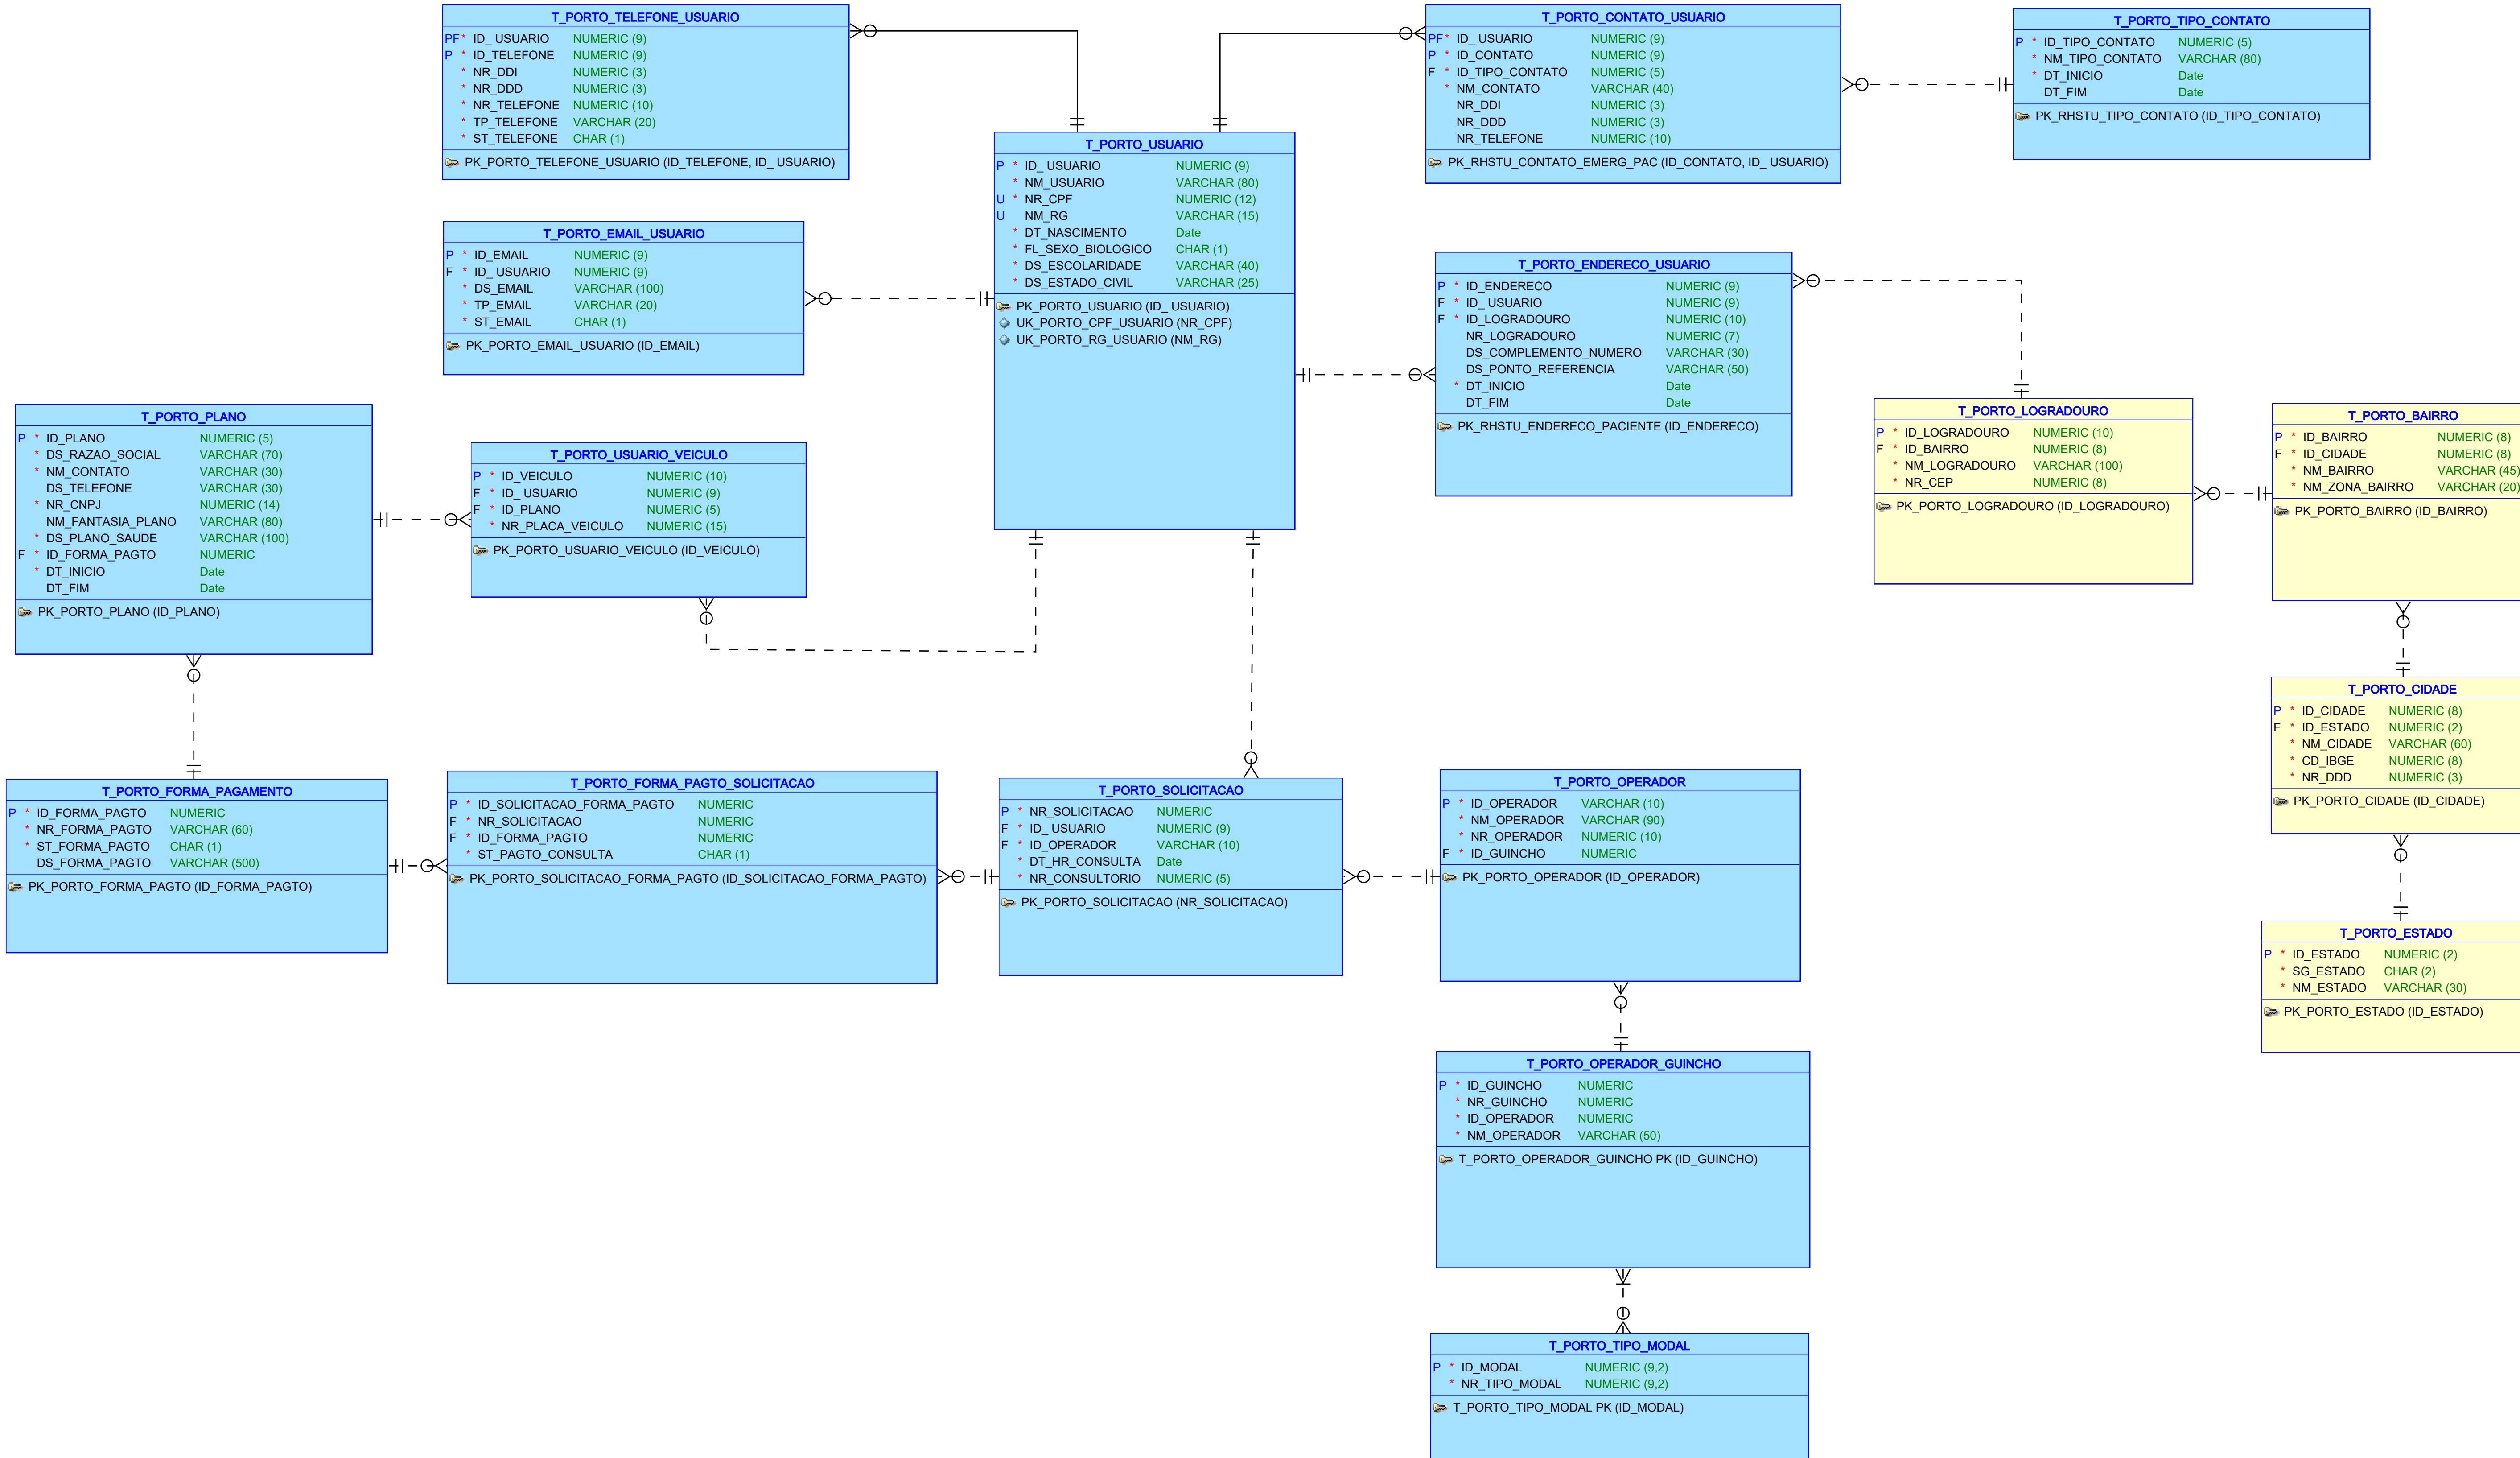 T_PORTO_TELEFONE_USUARIO
PF* ID_ USUARIO NUMERIC (9)
P * ID_TELEFONE NUMERIC (9)
* NR_DDI NUMERIC (3)
* NR_DDD NUMERIC (3)
* NR_TELEFONE NUMERIC (10)
* TP_TELEFONE VARCHAR (20)
* ST_TELEFONE CHAR (1)
PK_PORTO_TELEFONE_USUARIO (ID_TELEFONE, ID_ USUARIO)
T_PORTO_CONTATO_USUARIO
PF* ID_ USUARIO NUMERIC (9)
P * ID_CONTATO NUMERIC (9)
F * ID_TIPO_CONTATO NUMERIC (5)
* NM_CONTATO VARCHAR (40)
NR_DDI NUMERIC (3)
NR_DDD NUMERIC (3)
NR_TELEFONE NUMERIC (10)
PK_RHSTU_CONTATO_EMERG_PAC (ID_CONTATO, ID_ USUARIO)
T_PORTO_TIPO_CONTATO
P * ID_TIPO_CONTATO NUMERIC (5)
* NM_TIPO_CONTATO VARCHAR (80)
* DT_INICIO Date
DT_FIM Date
PK_RHSTU_TIPO_CONTATO (ID_TIPO_CONTATO)
T_PORTO_USUARIO
P * ID_ USUARIO NUMERIC (9)
* NM_USUARIO VARCHAR (80)
U * NR_CPF NUMERIC (12)
U NM_RG VARCHAR (15)
* DT_NASCIMENTO Date
* FL_SEXO_BIOLOGICO CHAR (1)
* DS_ESCOLARIDADE VARCHAR (40)
* DS_ESTADO_CIVIL VARCHAR (25)
PK_PORTO_USUARIO (ID_ USUARIO)
UK_PORTO_CPF_USUARIO (NR_CPF)
UK_PORTO_RG_USUARIO (NM_RG)
T_PORTO_EMAIL_USUARIO
P * ID_EMAIL NUMERIC (9)
F * ID_ USUARIO NUMERIC (9)
* DS_EMAIL VARCHAR (100)
* TP_EMAIL VARCHAR (20)
* ST_EMAIL CHAR (1)
PK_PORTO_EMAIL_USUARIO (ID_EMAIL)
T_PORTO_ENDERECO_USUARIO
P * ID_ENDERECO NUMERIC (9)
F * ID_ USUARIO NUMERIC (9)
F * ID_LOGRADOURO NUMERIC (10)
NR_LOGRADOURO NUMERIC (7)
DS_COMPLEMENTO_NUMERO VARCHAR (30)
DS_PONTO_REFERENCIA VARCHAR (50)
* DT_INICIO Date
DT_FIM Date
PK_RHSTU_ENDERECO_PACIENTE (ID_ENDERECO)
T_PORTO_PLANO
P * ID_PLANO NUMERIC (5)
* DS_RAZAO_SOCIAL VARCHAR (70)
* NM_CONTATO VARCHAR (30)
DS_TELEFONE VARCHAR (30)
* NR_CNPJ NUMERIC (14)
NM_FANTASIA_PLANO VARCHAR (80)
* DS_PLANO_SAUDE VARCHAR (100)
F * ID_FORMA_PAGTO NUMERIC
* DT_INICIO Date
DT_FIM Date
PK_PORTO_PLANO (ID_PLANO)
T_PORTO_USUARIO_VEICULO
P * ID_VEICULO NUMERIC (10)
F * ID_ USUARIO NUMERIC (9)
F * ID_PLANO NUMERIC (5)
* NR_PLACA_VEICULO NUMERIC (15)
PK_PORTO_USUARIO_VEICULO (ID_VEICULO)
T_PORTO_LOGRADOURO
P * ID_LOGRADOURO NUMERIC (10)
F * ID_BAIRRO NUMERIC (8)
* NM_LOGRADOURO VARCHAR (100)
* NR_CEP NUMERIC (8)
PK_PORTO_LOGRADOURO (ID_LOGRADOURO)
T_PORTO_BAIRRO
P * ID_BAIRRO NUMERIC (8)
F * ID_CIDADE NUMERIC (8)
* NM_BAIRRO VARCHAR (45)
* NM_ZONA_BAIRRO VARCHAR (20)
PK_PORTO_BAIRRO (ID_BAIRRO)
T_PORTO_CIDADE
P * ID_CIDADE NUMERIC (8)
F * ID_ESTADO NUMERIC (2)
* NM_CIDADE VARCHAR (60)
* CD_IBGE NUMERIC (8)
* NR_DDD NUMERIC (3)
PK_PORTO_CIDADE (ID_CIDADE)
T_PORTO_FORMA_PAGAMENTO
P * ID_FORMA_PAGTO NUMERIC
* NR_FORMA_PAGTO VARCHAR (60)
* ST_FORMA_PAGTO CHAR (1)
DS_FORMA_PAGTO VARCHAR (500)
PK_PORTO_FORMA_PAGTO (ID_FORMA_PAGTO)
T_PORTO_FORMA_PAGTO_SOLICITACAO
P * ID_SOLICITACAO_FORMA_PAGTO NUMERIC
F * NR_SOLICITACAO NUMERIC
F * ID_FORMA_PAGTO NUMERIC
* ST_PAGTO_CONSULTA CHAR (1)
PK_PORTO_SOLICITACAO_FORMA_PAGTO (ID_SOLICITACAO_FORMA_PAGTO)
T_PORTO_SOLICITACAO
P * NR_SOLICITACAO NUMERIC
F * ID_ USUARIO NUMERIC (9)
F * ID_OPERADOR VARCHAR (10)
* DT_HR_CONSULTA Date
* NR_CONSULTORIO NUMERIC (5)
PK_PORTO_SOLICITACAO (NR_SOLICITACAO)
T_PORTO_OPERADOR
P * ID_OPERADOR VARCHAR (10)
* NM_OPERADOR VARCHAR (90)
* NR_OPERADOR NUMERIC (10)
F * ID_GUINCHO NUMERIC
PK_PORTO_OPERADOR (ID_OPERADOR)
T_PORTO_ESTADO
P * ID_ESTADO NUMERIC (2)
* SG_ESTADO CHAR (2)
* NM_ESTADO VARCHAR (30)
PK_PORTO_ESTADO (ID_ESTADO)
T_PORTO_OPERADOR_GUINCHO
P * ID_GUINCHO NUMERIC
* NR_GUINCHO NUMERIC
* ID_OPERADOR NUMERIC
* NM_OPERADOR VARCHAR (50)
T_PORTO_OPERADOR_GUINCHO PK (ID_GUINCHO)
T_PORTO_TIPO_MODAL
P * ID_MODAL NUMERIC (9,2)
* NR_TIPO_MODAL NUMERIC (9,2)
T_PORTO_TIPO_MODAL PK (ID_MODAL)